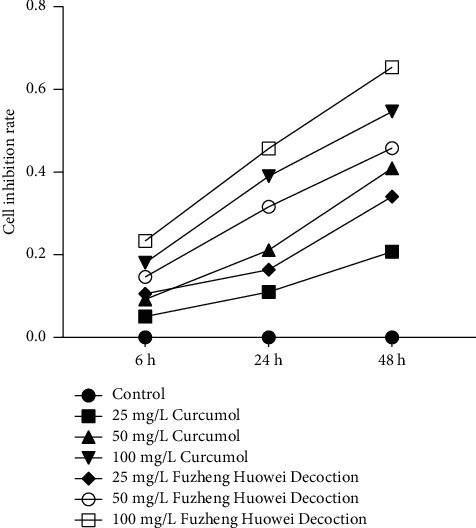 0.8
0.6
0.4
0.2
0.0
Cell inhibition rate
6 h
24 h
48 h
Control
25 mg/L Curcumol
50 mg/L Curcumol
100 mg/L Curcumol
25 mg/L Fuzheng Huowei Decoction
50 mg/L Fuzheng Huowei Decoction
100 mg/L Fuzheng Huowei Decoction